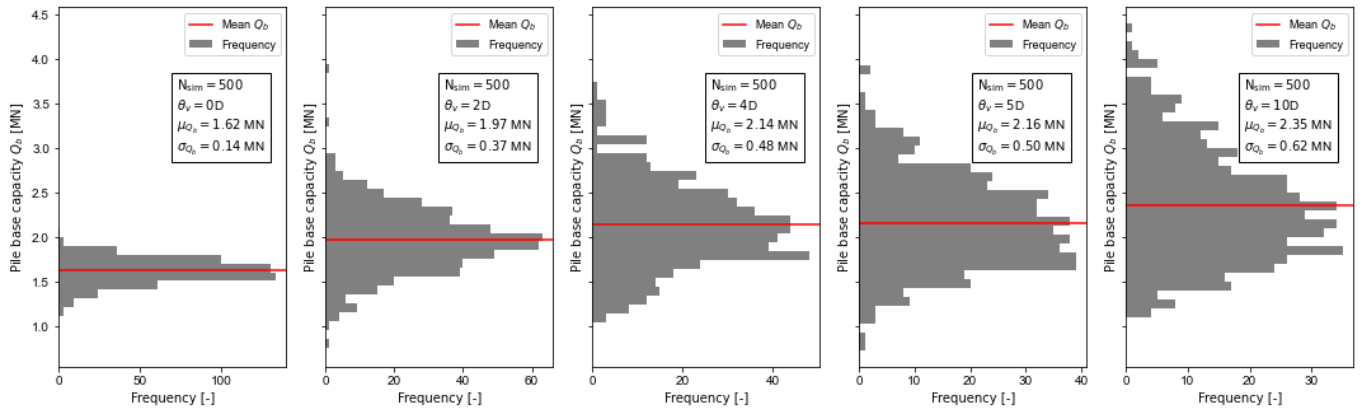 Pile base capacity Q_b [MN]
4.5
4.0
3.5
3.0
2.5
2.0
1.5
1.0
Mean Q_b
Frequency
N_sim = 500
θ_v = 0D
μ_Q_b = 1.62 MN
σ_Q_b = 0.14 MN
0 50 100
Frequency [-]
Pile base capacity Q_b [MN]
Mean Q_b
Frequency
N_sim = 500
θ_v = 2D
μ_Q_b = 1.97 MN
σ_Q_b = 0.37 MN
0 20 40 60
Frequency [-]
Pile base capacity Q_b [MN]
Mean Q_b
Frequency
N_sim = 500
θ_v = 4D
μ_Q_b = 2.14 MN
σ_Q_b = 0.48 MN
0 20 40
Frequency [-]
Pile base capacity Q_b [MN]
Mean Q_b
Frequency
N_sim = 500
θ_v = 5D
μ_Q_b = 2.16 MN
σ_Q_b = 0.50 MN
0 10 20 30 40
Frequency [-]
Pile base capacity Q_b [MN]
Mean Q_b
Frequency
N_sim = 500
θ_v = 10D
μ_Q_b = 2.35 MN
σ_Q_b = 0.62 MN
0 10 20 30
Frequency [-]